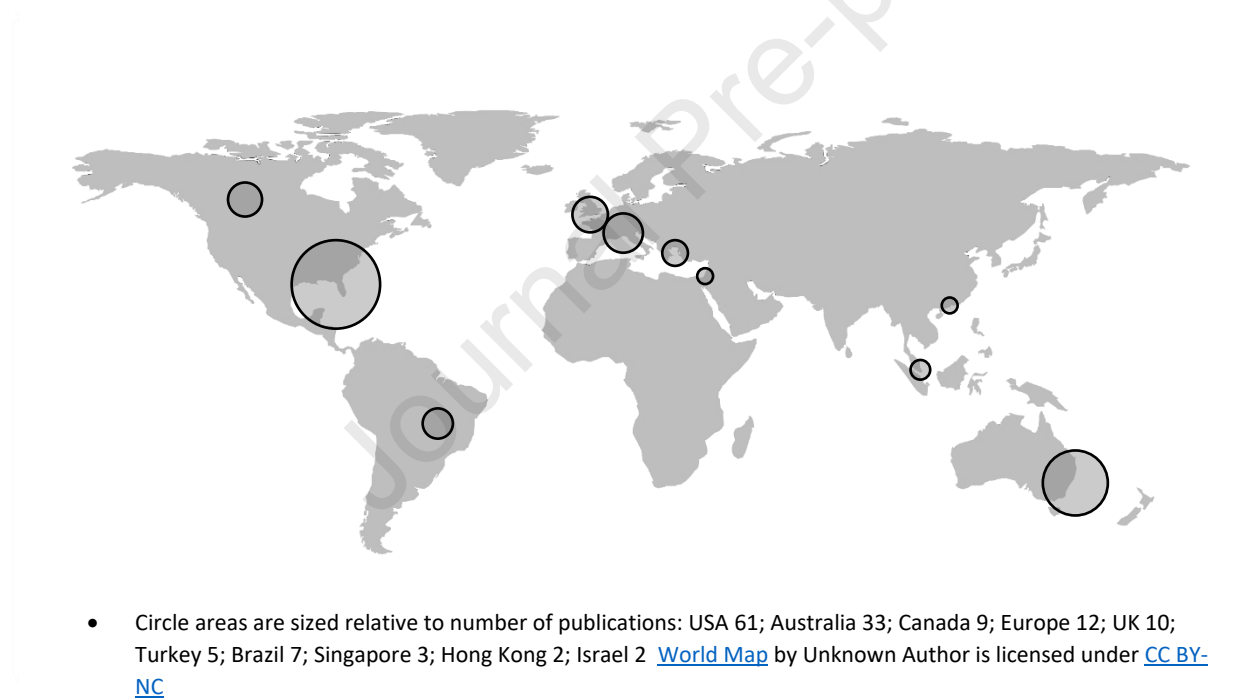 Journal Pre-p
• Circle areas are sized relative to number of publications: USA 61; Australia 33; Canada 9; Europe 12; UK 10;
Turkey 5; Brazil 7; Singapore 3; Hong Kong 2; Israel 2  World Map by Unknown Author is licensed under CC BY-
NC